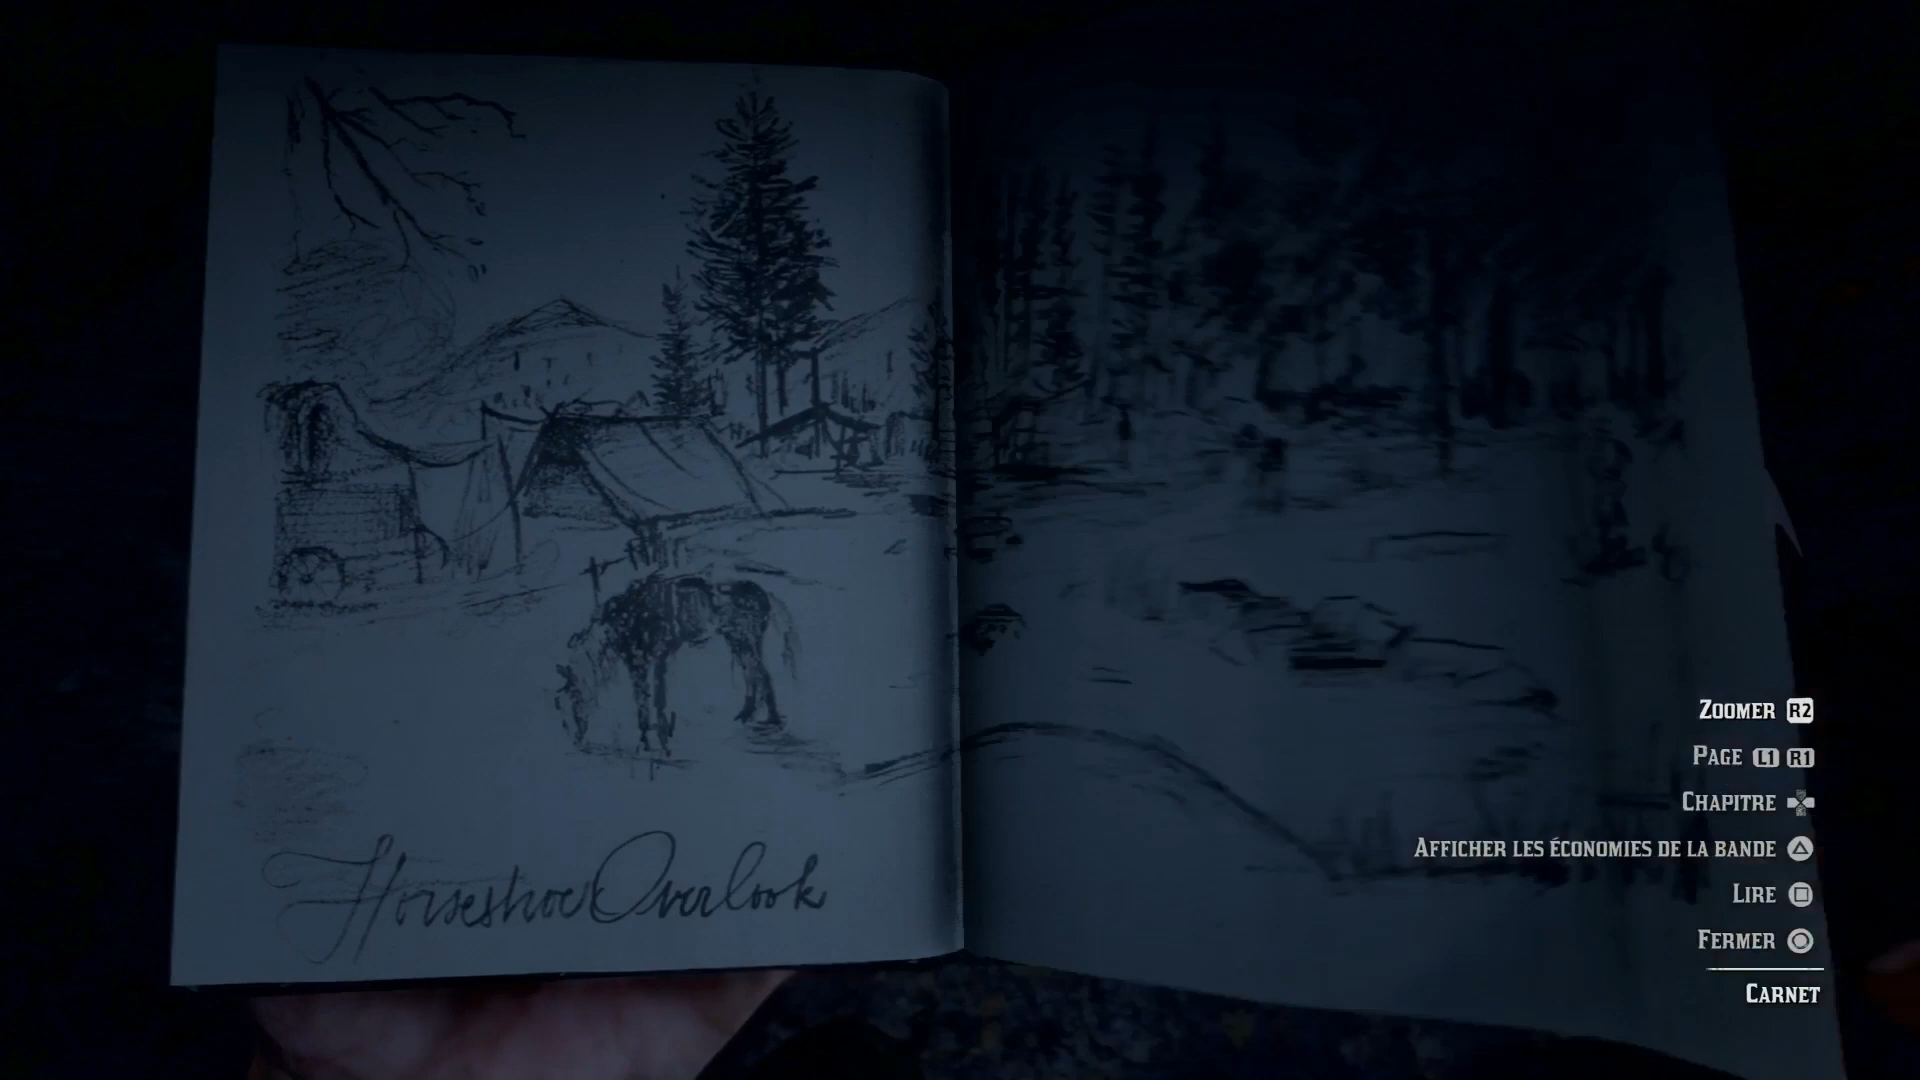 Horseshoe Overlook
ZOOMER R2
PAGE L1 R1
CHAPITRE
AFFICHER LES ÉCONOMIES DE LA BANDE
LIRE
FERMER
CARNET